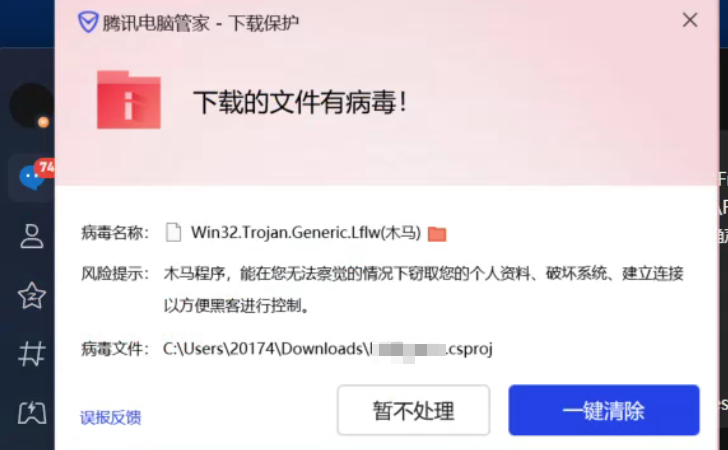 腾讯电脑管家 - 下载保护
下载的文件有病毒！
74
病毒名称： Win32.Trojan.Generic.Lflw(木马)
风险提示： 木马程序，能在您无法察觉的情况下窃取您的个人资料、破坏系统、建立连接
以方便黑客进行控制。
病毒文件： C:\Users\20174\Downloads\ .csproj
误报反馈
暂不处理
一键清除